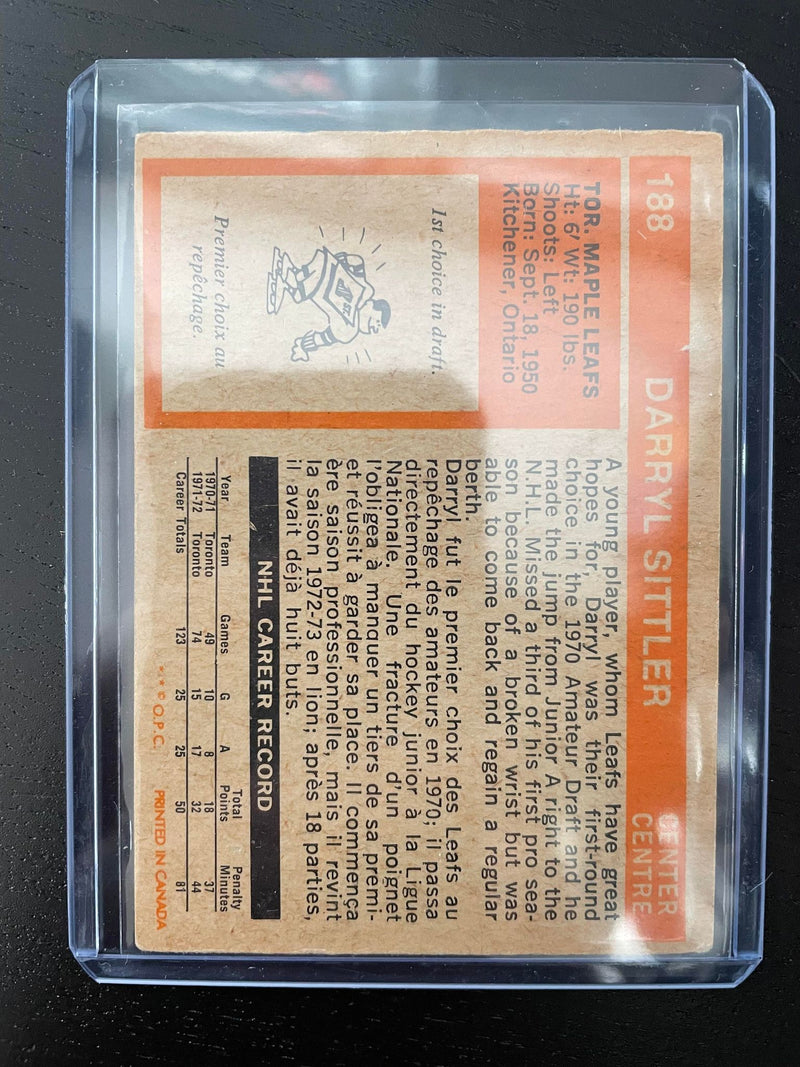 188 DARRYL SITTLER CENTER
CENTRE
TOR. MAPLE LEAFS
Ht: 6' Wt: 190 lbs.
Shoots: Left
Born: Sept. 18, 1950
Kitchener, Ontario
1st choice in draft.
Premier choix au
repêchage.
A young player, whom Leafs have great
hopes for, Darryl was their first-round
choice in the 1970 Amateur Draft and he
made the jump from Junior A right to the
N.H.L. Missed a third of his first pro sea-
son because of a broken wrist but was
able to come back and regain a regular
berth.
Darryl fut le premier choix des Leafs au
repêchage des amateurs en 1970; il passa
directement du hockey junior à la Ligue
Nationale. Une fracture d'un poignet
l'obligea à manquer un tiers de sa premi-
ère saison professionnelle, mais il revint
et réussit à garder sa place. Il commença
la saison 1972-73 en lion; après 18 parties,
il avait déjà huit buts.
NHL CAREER RECORD
Year Team Games G A Total Points Penalty Minutes
1970-71 Toronto 49 10 8 18 37
1971-72 Toronto 74 15 17 32 44
Career Totals 123 25 25 50 81
* * © O.P.C. PRINTED IN CANADA